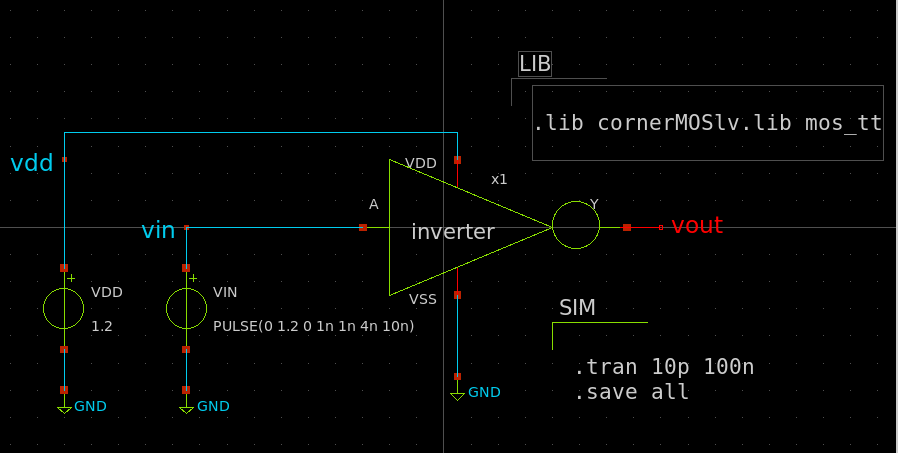 LIB
.lib cornerMOSlv.lib mos_tt
vdd
VDD
x1
A
Y
vin
inverter
vout
+
VDD
1.2
+
VIN
PULSE(0 1.2 0 1n 1n 4n 10n)
VSS
SIM
.tran 10p 100n
.save all
GND
GND
GND